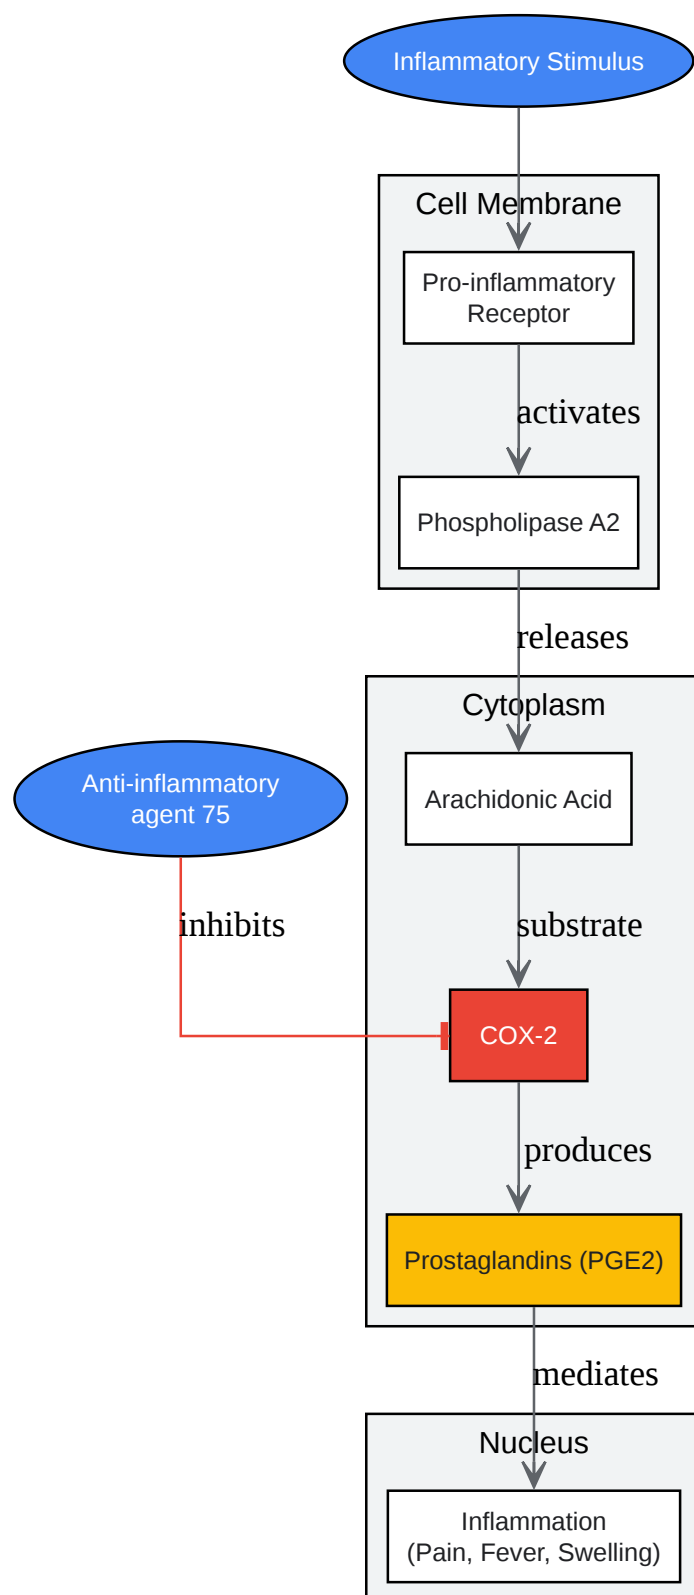 Inflammatory Stimulus
Cell Membrane
Pro-inflammatory
Receptor
activates
Phospholipase A2
releases
Cytoplasm
Anti-inflammatory
agent 75
Arachidonic Acid
inhibits
substrate
COX-2
produces
Prostaglandins (PGE2)
mediates
Nucleus
Inflammation
(Pain, Fever, Swelling)